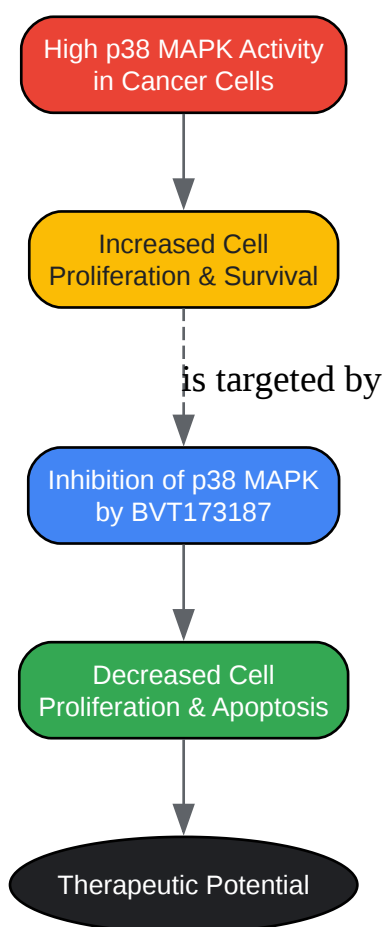 High p38 MAPK Activity
in Cancer Cells
Increased Cell
Proliferation & Survival
is targeted by
Inhibition of p38 MAPK
by BVT173187
Decreased Cell
Proliferation & Apoptosis
Therapeutic Potential